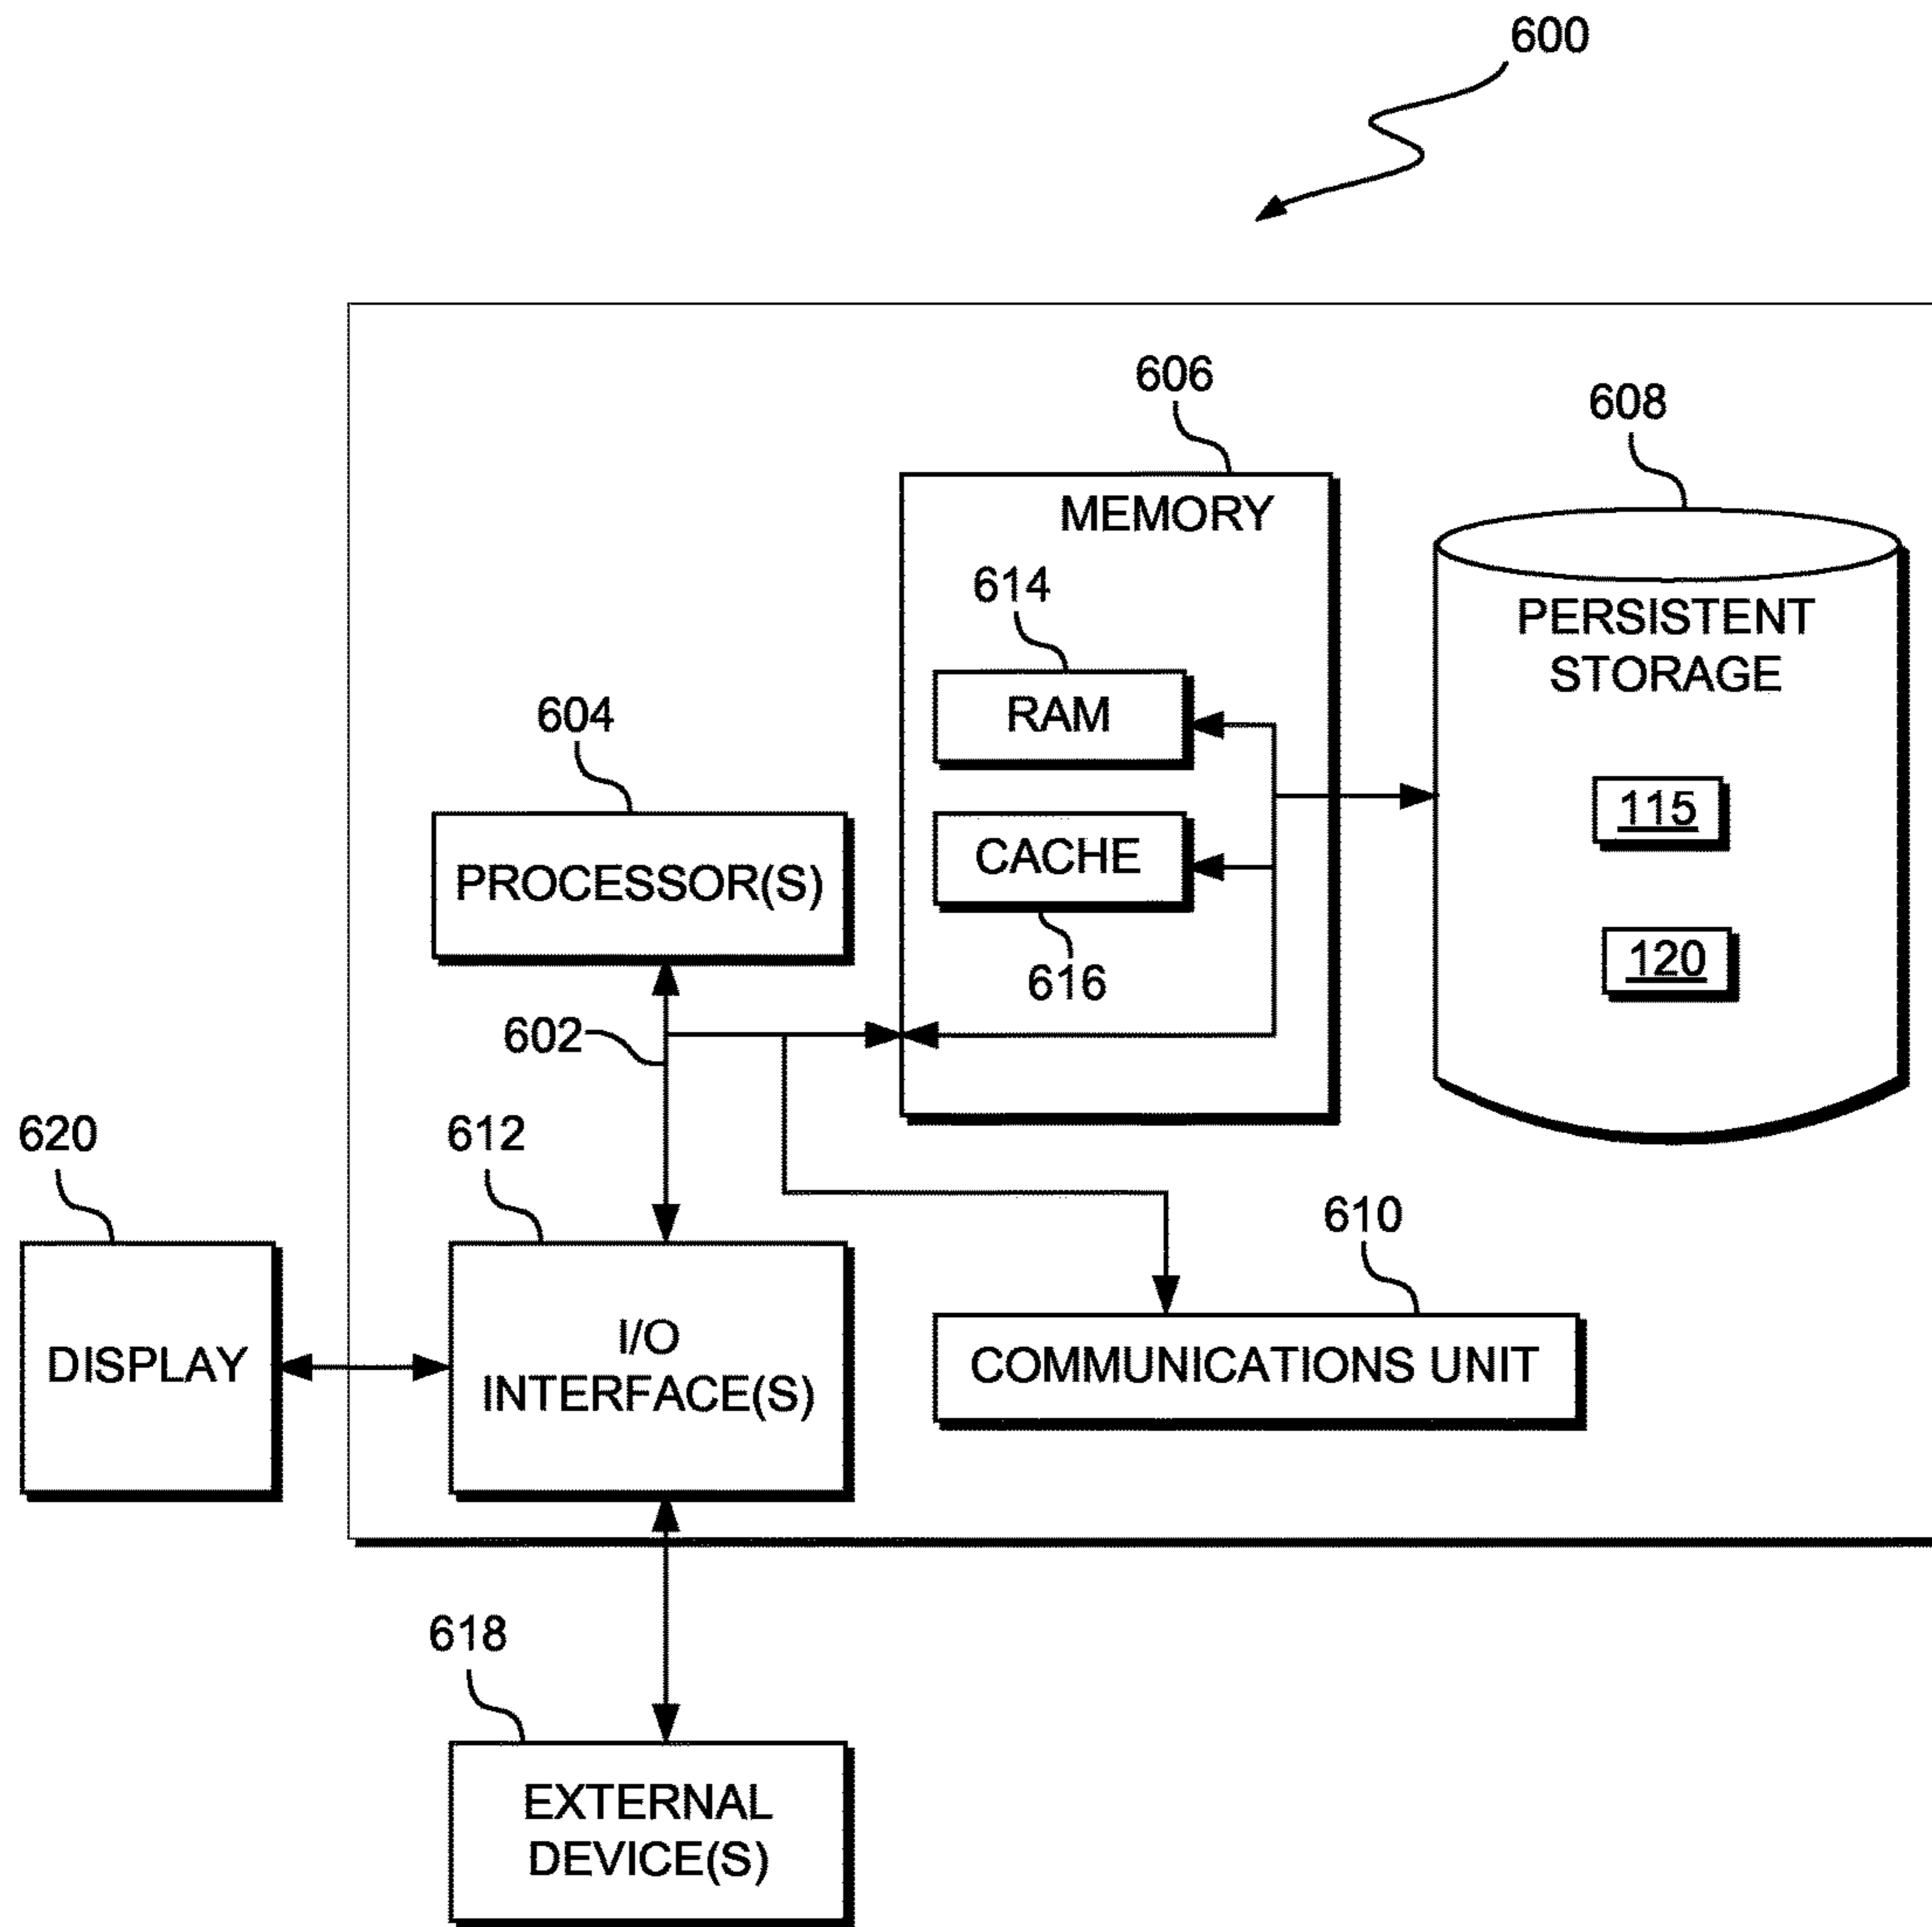 600
606
608
MEMORY
614
PERSISTENT
STORAGE
RAM
604
115
CACHE
PROCESSOR(S)
120
616
602
620
612
610
I/O
INTERFACE(S)
DISPLAY
COMMUNICATIONS UNIT
618
EXTERNAL
DEVICE(S)